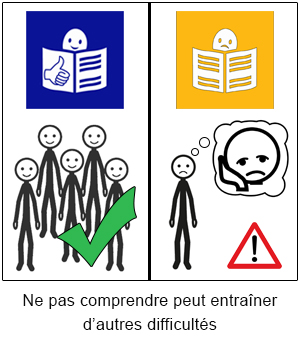 Ne pas comprendre peut entraîner
d’autres difficultés